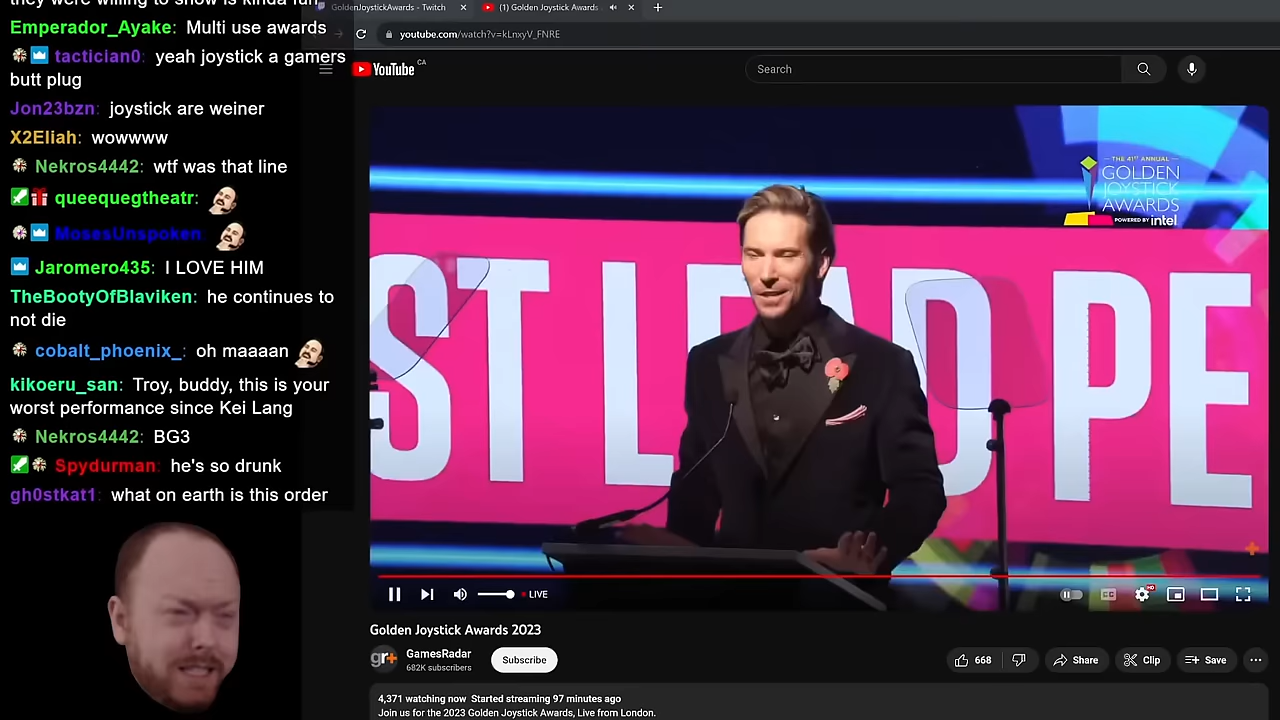 they were willing to show is kinda fun
Emperador_Ayake: Multi use awards
tactician0: yeah joystick a gamers
butt plug
Jon23bzn: joystick are weiner
X2Eliah: wowwww
Nekros4442: wtf was that line
queequegtheatr:
MosesUnspoken:
Jaromero435: I LOVE HIM
TheBootyOfBlaviken: he continues to
not die
cobalt_phoenix_: oh maaaan
kikoeru_san: Troy, buddy, this is your
worst performance since Kei Lang
Nekros4442: BG3
Spydurman: he's so drunk
gh0stkat1: what on earth is this order
GoldenJoystickAwards - Twitch
(1) Golden Joystick Awards
youtube.com/watch?v=kLnxyV_FNRE
YouTube CA
Search
THE 41ST ANNUAL
GOLDEN
JOYSTICK
AWARDS
POWERED BY intel
ST LEAD PE
LIVE
CC
HD
Golden Joystick Awards 2023
gr+
GamesRadar
682K subscribers
Subscribe
668
Share
Clip
Save
4,371 watching now Started streaming 97 minutes ago
Join us for the 2023 Golden Joystick Awards, Live from London.